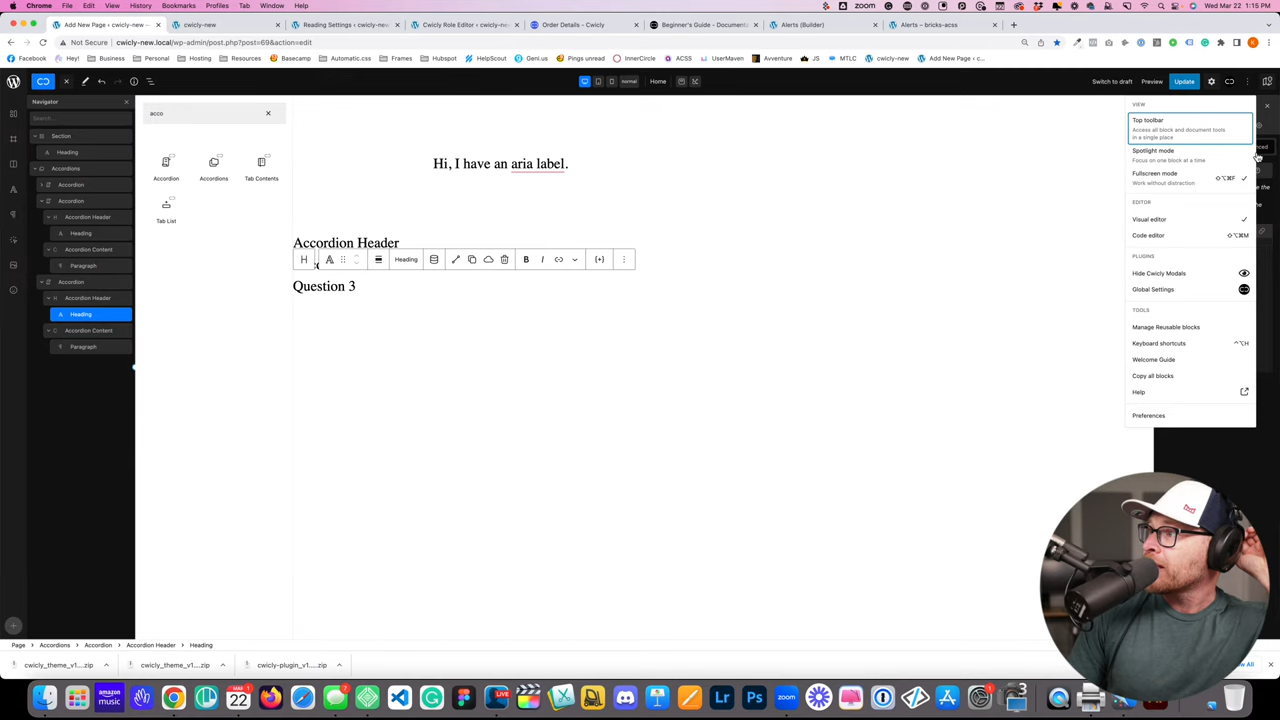 Chrome File Edit View History Bookmarks Profiles Tab Window Help zoom Wed Mar 22 1:15 PM
Add New Page ‹ cwicly-new — cwicly-new Reading Settings ‹ cwicly-new Cwicly Role Editor ‹ cwicly-new Order Details – Cwicly Beginner's Guide – Documentation Alerts (Builder) Alerts – bricks-acss
Not Secure cwicly-new.local/wp-admin/post.php?post=69&action=edit
Facebook Hey! Business Personal Hosting Resources Basecamp Automatic.css Frames Hubspot Geni.us Pings unread HelpScout InnerCircle ACSS UserMaven Avventure JS MTLC cwicly-new Add New Page ‹ c...
normal Home Switch to draft Preview Update
Navigator
Search...
Section
Heading
Accordions
Accordion
Accordion
Accordion Header
Heading
Accordion Content
Paragraph
Accordion
Accordion Header
Heading
Accordion Content
Paragraph
acco
Accordion Accordions Tab Contents
Tab List
Hi, I have an aria label.
Accordion Header
Heading B I
Question 3
VIEW
Top toolbar
Access all block and document tools
in a single place
Spotlight mode
Focus on one block at a time
Fullscreen mode ⇧⌥⌘F
Work without distraction
EDITOR
Visual editor
Code editor ⇧⌥⌘M
PLUGINS
Hide Cwicly Modals
Global Settings
TOOLS
Manage Reusable blocks
Keyboard shortcuts ⌃⌥H
Welcome Guide
Copy all blocks
Help
Preferences
Page Accordions Accordion Accordion Header Heading
cwicly_theme_v1....zip cwicly_theme_v1....zip cwicly-plugin_v1....zip